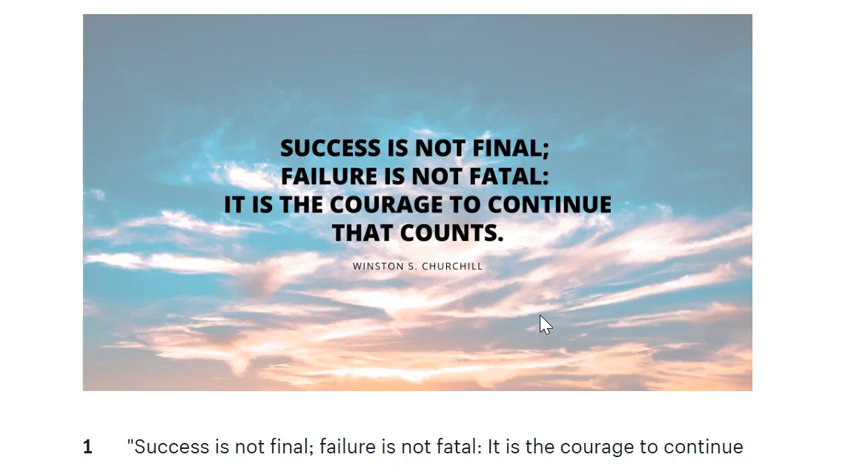 SUCCESS IS NOT FINAL;
FAILURE IS NOT FATAL:
IT IS THE COURAGE TO CONTINUE
THAT COUNTS.
WINSTON S. CHURCHILL
1 "Success is not final; failure is not fatal: It is the courage to continue